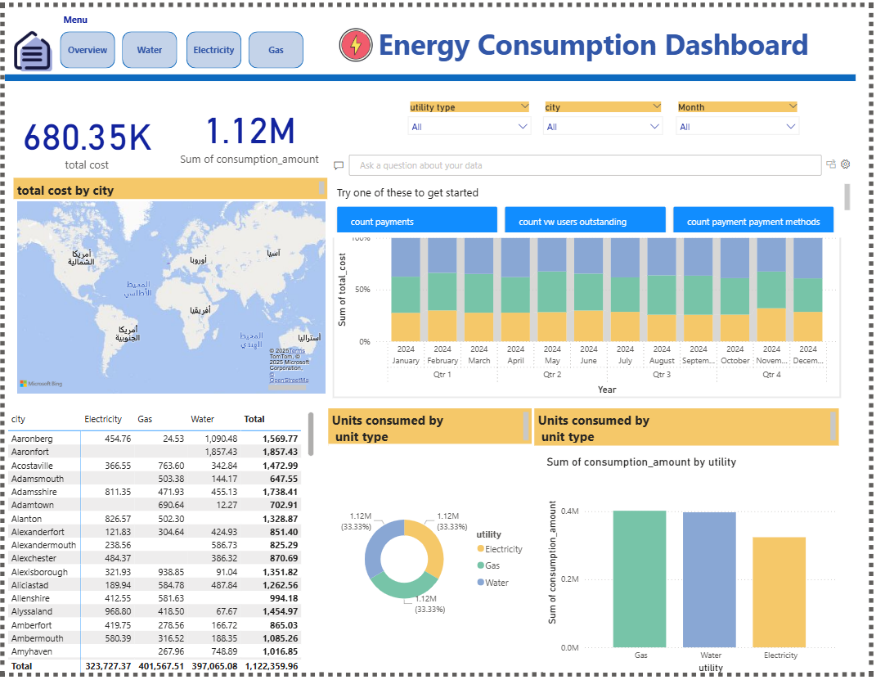 Menu
Overview
Water
Electricity
Gas
Energy Consumption Dashboard
680.35K
total cost
1.12M
Sum of consumption_amount
utility type
All
city
All
Month
All
Ask a question about your data
Try one of these to get started
count payments
count vw users outstanding
count payment payment methods
total cost by city
أمريكا
الشمالية
أوروبا
آسيا
المحيط
الأطلسي
أفريقيا
أمريكا
الجنوبية
المحيط
الهندي
أستراليا
© 2025 TomTom, ©
2025 Microsoft
Corporation,
©
OpenStreetMap
Microsoft Bing
Sum of total_cost
100%
50%
0%
2024 2024 2024 2024 2024 2024 2024 2024 2024 2024 2024 2024
January February March April May June July August Septem... October Novem... Decem...
Qtr 1 Qtr 2 Qtr 3 Qtr 4
Year
city Electricity Gas Water Total
Aaronberg 454.76 24.53 1,090.48 1,569.77
Aaronfort 1,857.43 1,857.43
Acostaville 366.55 763.60 342.84 1,472.99
Adamsmouth 503.38 144.17 647.55
Adamsshire 811.35 471.93 455.13 1,738.41
Adamtown 690.64 12.27 702.91
Alanton 826.57 502.30 1,328.87
Alexanderfort 121.83 304.64 424.93 851.40
Alexandermouth 238.56 586.73 825.29
Alexchester 484.37 386.32 870.69
Alexisborough 321.93 938.85 91.04 1,351.82
Aliciastad 189.94 584.78 487.84 1,262.56
Allenshire 412.55 581.63 994.18
Alyssaland 968.80 418.50 67.67 1,454.97
Amberfort 419.75 278.56 166.72 865.03
Ambermouth 580.39 316.52 188.35 1,085.26
Amyhaven 267.96 748.89 1,016.85
Total 323,727.37 401,567.51 397,065.08 1,122,359.96
Units consumed by
unit type
1.12M
(33.33%)
1.12M
(33.33%)
1.12M
(33.33%)
utility
Electricity
Gas
Water
Units consumed by
unit type
Sum of consumption_amount by utility
Sum of consumption_amount
0.4M
0.2M
0.0M
Gas
Water
Electricity
utility